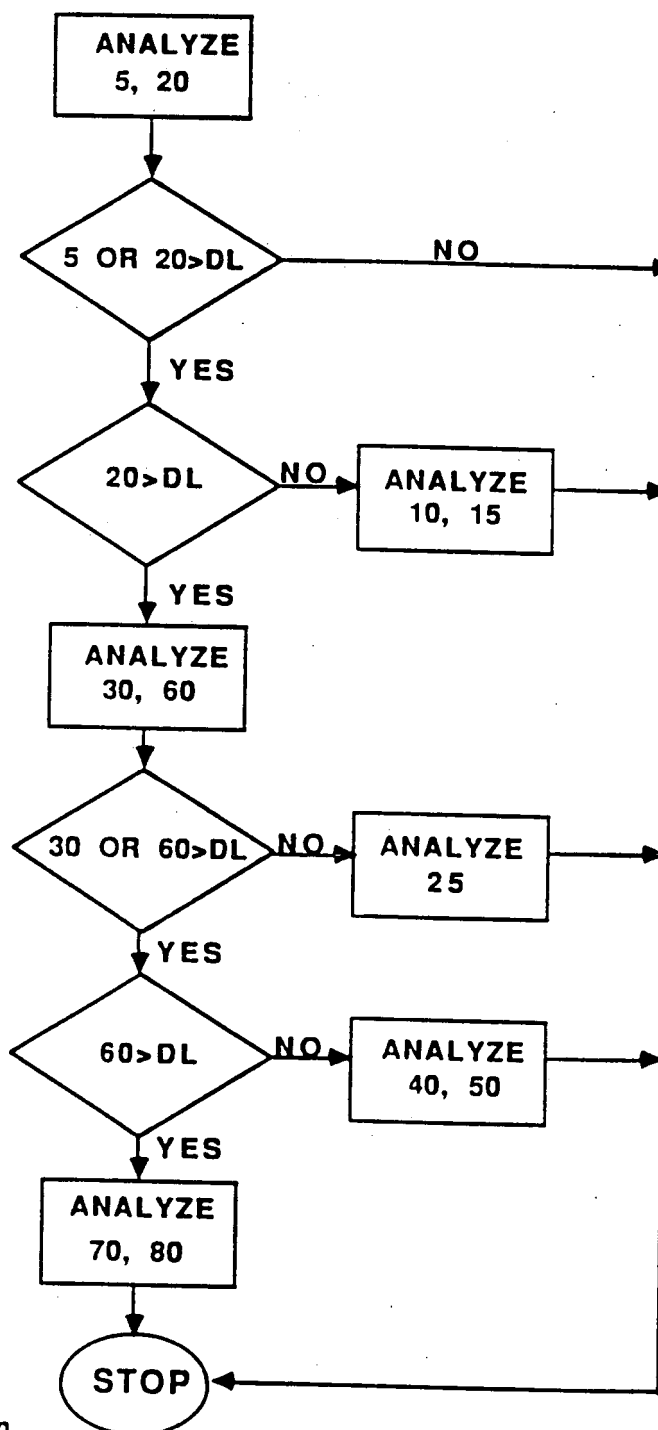 ANALYZE
5, 20
5 OR 20>DL
NO
YES
20>DL
NO
ANALYZE
10, 15
YES
ANALYZE
30, 60
30 OR 60>DL
NO
ANALYZE
25
YES
60>DL
NO
ANALYZE
40, 50
YES
ANALYZE
70, 80
STOP